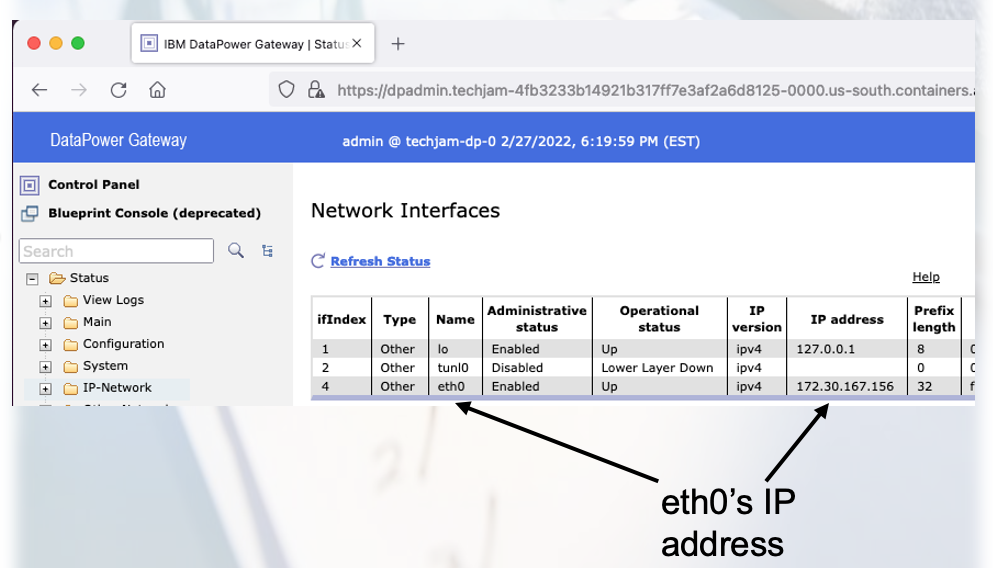 IBM DataPower Gateway | Status
https://dpadmin.techjam-4fb3233b14921b317ff7e3af2a6d8125-0000.us-south.containers.
DataPower Gateway admin @ techjam-dp-0 2/27/2022, 6:19:59 PM (EST)
Control Panel
Blueprint Console (deprecated)
Search
Status
View Logs
Main
Configuration
System
IP-Network
Network Interfaces
Refresh Status
Help
ifIndex Type Name Administrative status Operational status IP version IP address Prefix length
1 Other lo Enabled Up ipv4 127.0.0.1 8
2 Other tunl0 Disabled Lower Layer Down ipv4 0
4 Other eth0 Enabled Up ipv4 172.30.167.156 32
eth0’s IP
address